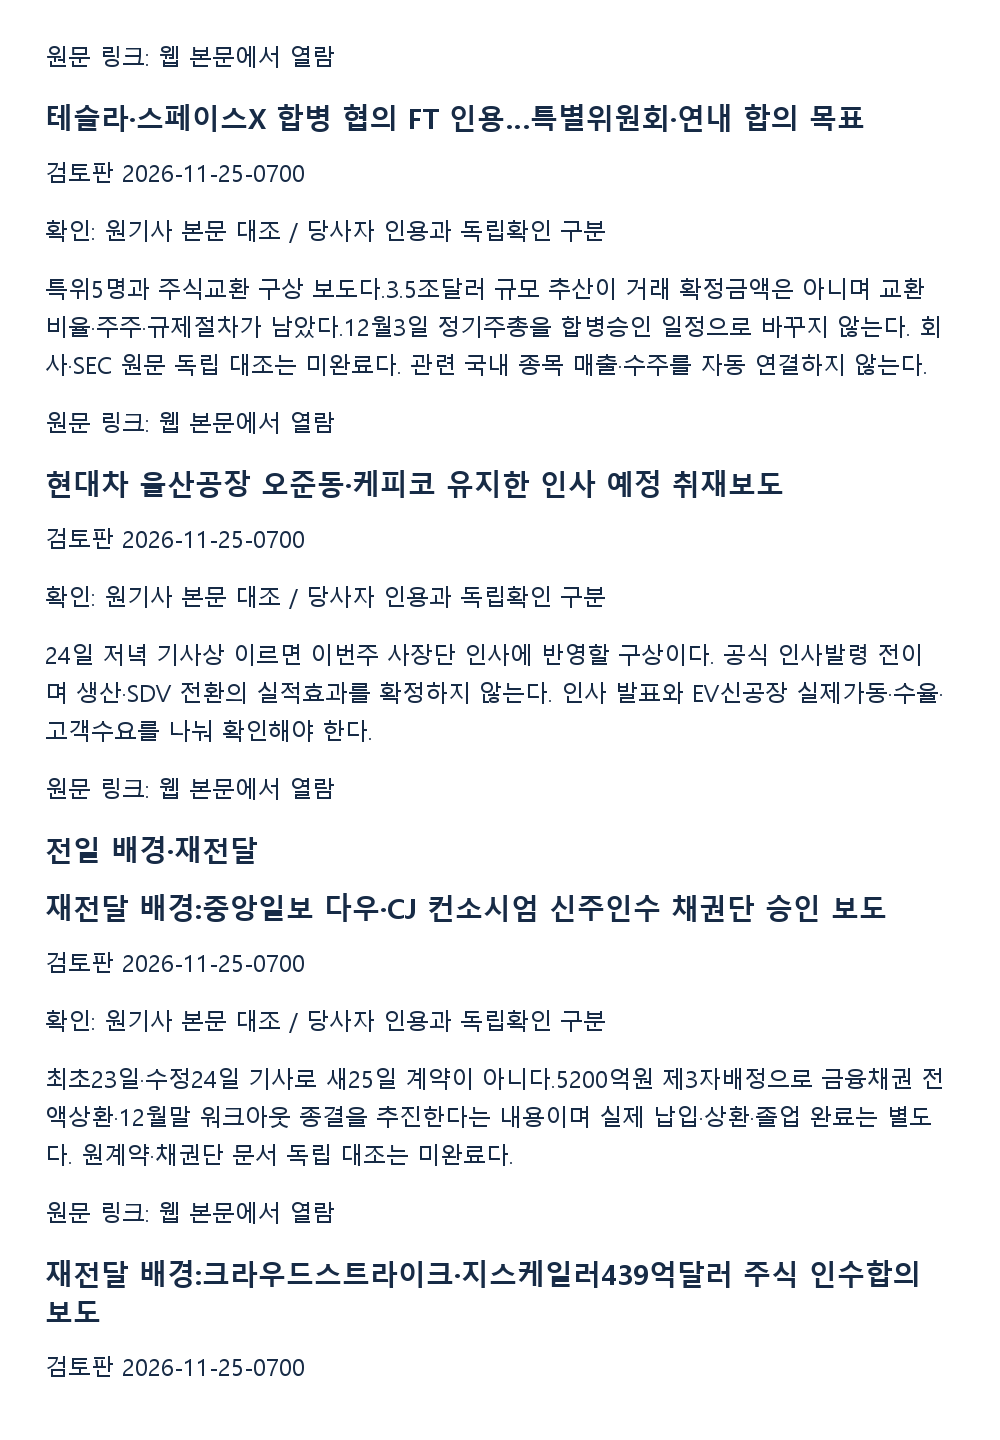 원문 링크: 웹 본문에서 열람
테슬라·스페이스X 합병 협의 FT 인용...특별위원회·연내 합의 목표
검토판 2026-11-25-0700
확인: 원기사 본문 대조 / 당사자 인용과 독립확인 구분
특위5명과 주식교환 구상 보도다.3.5조달러 규모 추산이 거래 확정금액은 아니며 교환
비율·주주·규제절차가 남았다.12월3일 정기주총을 합병승인 일정으로 바꾸지 않는다. 회
사·SEC 원문 독립 대조는 미완료다. 관련 국내 종목 매출·수주를 자동 연결하지 않는다.
원문 링크: 웹 본문에서 열람
현대차 울산공장 오준동·케피코 유지한 인사 예정 취재보도
검토판 2026-11-25-0700
확인: 원기사 본문 대조 / 당사자 인용과 독립확인 구분
24일 저녁 기사상 이르면 이번주 사장단 인사에 반영할 구상이다. 공식 인사발령 전이
며 생산·SDV 전환의 실적효과를 확정하지 않는다. 인사 발표와 EV신공장 실제가동·수율·
고객수요를 나눠 확인해야 한다.
원문 링크: 웹 본문에서 열람
전일 배경·재전달
재전달 배경:중앙일보 다우·CJ 컨소시엄 신주인수 채권단 승인 보도
검토판 2026-11-25-0700
확인: 원기사 본문 대조 / 당사자 인용과 독립확인 구분
최초23일·수정24일 기사로 새25일 계약이 아니다.5200억원 제3자배정으로 금융채권 전
액상환·12월말 워크아웃 종결을 추진한다는 내용이며 실제 납입·상환·졸업 완료는 별도
다. 원계약·채권단 문서 독립 대조는 미완료다.
원문 링크: 웹 본문에서 열람
재전달 배경:크라우드스트라이크·지스케일러439억달러 주식 인수합의
보도
검토판 2026-11-25-0700